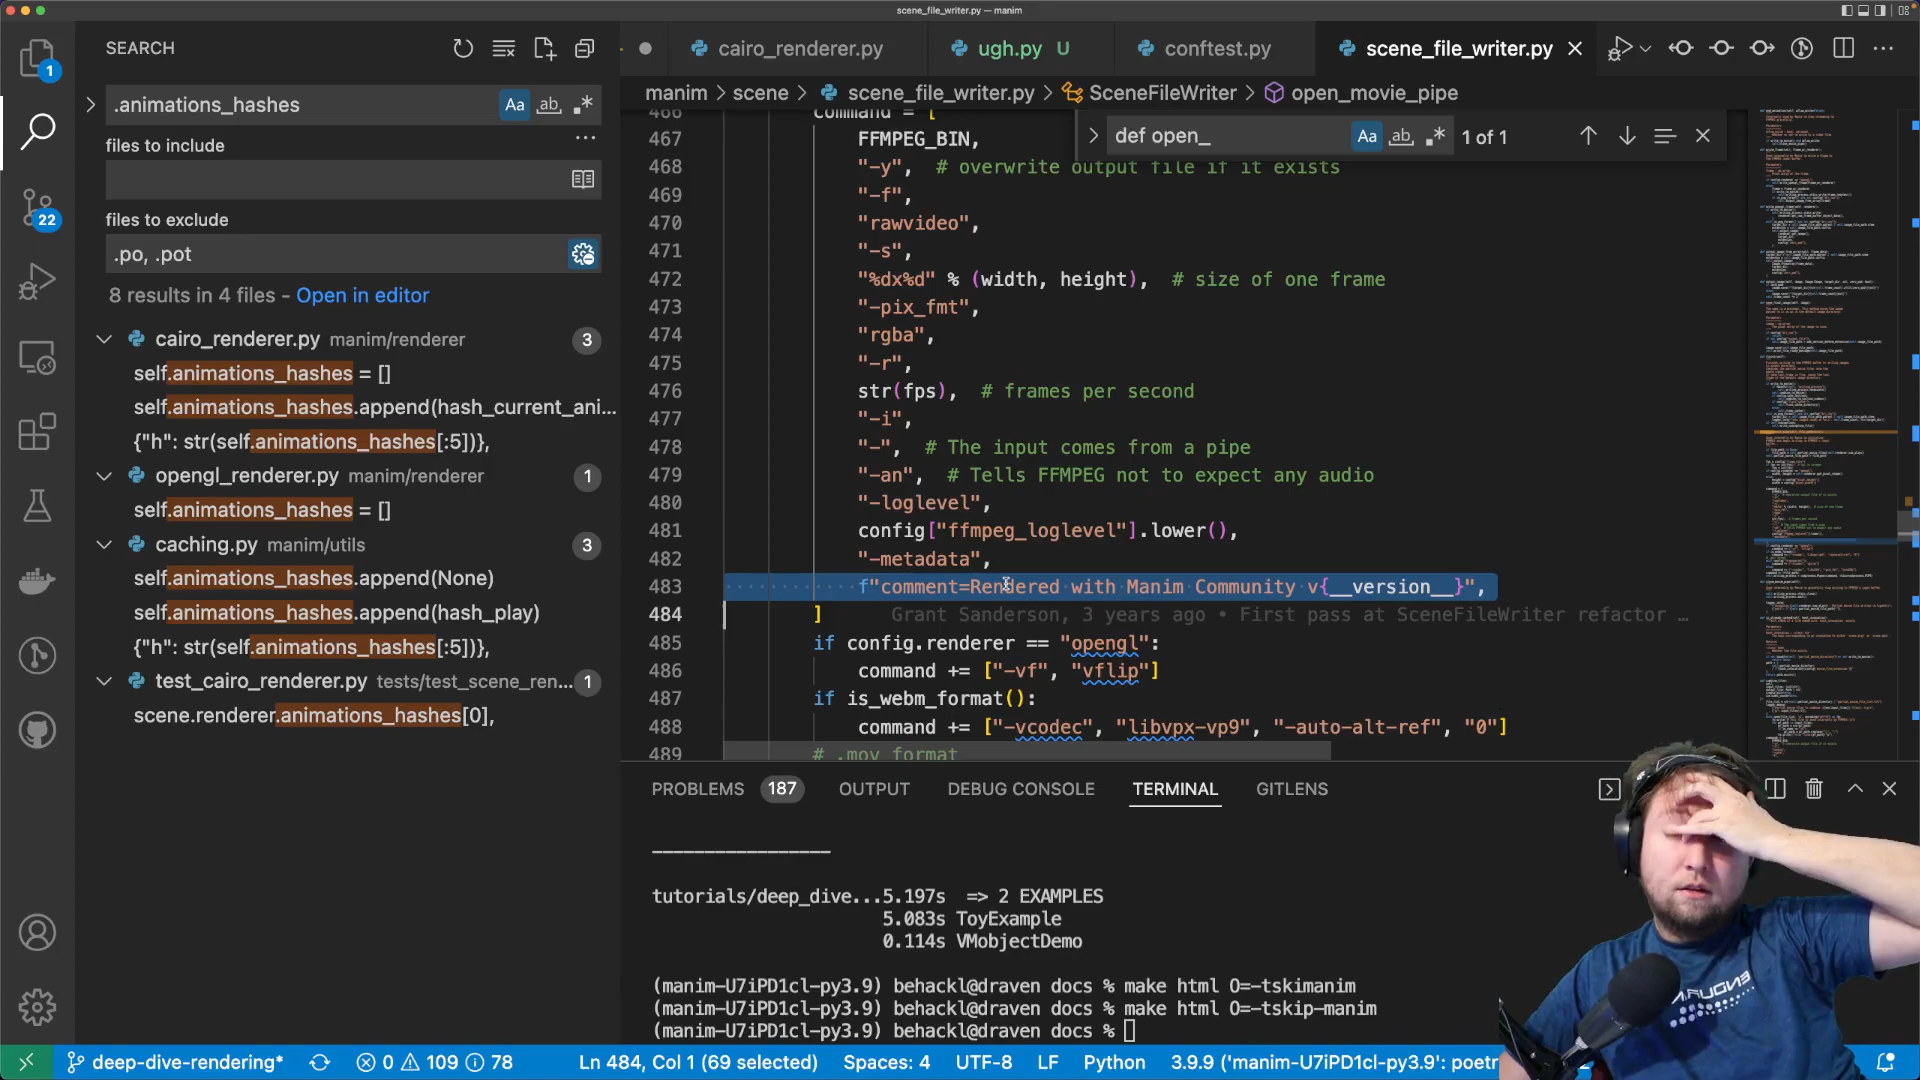 scene_file_writer.py — manim
SEARCH
cairo_renderer.py
ugh.py U
conftest.py
scene_file_writer.py
1
.animations_hashes
Aa
ab
manim > scene > scene_file_writer.py > SceneFileWriter > open_movie_pipe
def open_
Aa
ab
1 of 1
files to include
files to exclude
.po, .pot
8 results in 4 files - Open in editor
22
cairo_renderer.py manim/renderer 3
self.animations_hashes = []
self.animations_hashes.append(hash_current_ani...
{"h": str(self.animations_hashes[:5])},
opengl_renderer.py manim/renderer 1
self.animations_hashes = []
caching.py manim/utils 3
self.animations_hashes.append(None)
self.animations_hashes.append(hash_play)
{"h": str(self.animations_hashes[:5])},
test_cairo_renderer.py tests/test_scene_ren... 1
scene.renderer.animations_hashes[0],
466 command = [
467 FFMPEG_BIN,
468 "-y", # overwrite output file if it exists
469 "-f",
470 "rawvideo",
471 "-s",
472 "%dx%d" % (width, height), # size of one frame
473 "-pix_fmt",
474 "rgba",
475 "-r",
476 str(fps), # frames per second
477 "-i",
478 "-", # The input comes from a pipe
479 "-an", # Tells FFMPEG not to expect any audio
480 "-loglevel",
481 config["ffmpeg_loglevel"].lower(),
482 "-metadata",
483 f"comment=Rendered with Manim Community v{__version__}",
484 ] Grant Sanderson, 3 years ago • First pass at SceneFileWriter refactor …
485 if config.renderer == "opengl":
486 command += ["-vf", "vflip"]
487 if is_webm_format():
488 command += ["-vcodec", "libvpx-vp9", "-auto-alt-ref", "0"]
489 # .mov format
PROBLEMS 187 OUTPUT DEBUG CONSOLE TERMINAL GITLENS
tutorials/deep_dive...5.197s => 2 EXAMPLES
5.083s ToyExample
0.114s VMobjectDemo
(manim-U7iPD1cl-py3.9) behackl@draven docs % make html O=-tskimanim
(manim-U7iPD1cl-py3.9) behackl@draven docs % make html O=-tskip-manim
(manim-U7iPD1cl-py3.9) behackl@draven docs %
deep-dive-rendering* 0 109 78 Ln 484, Col 1 (69 selected) Spaces: 4 UTF-8 LF Python 3.9.9 ('manim-U7iPD1cl-py3.9': poetr